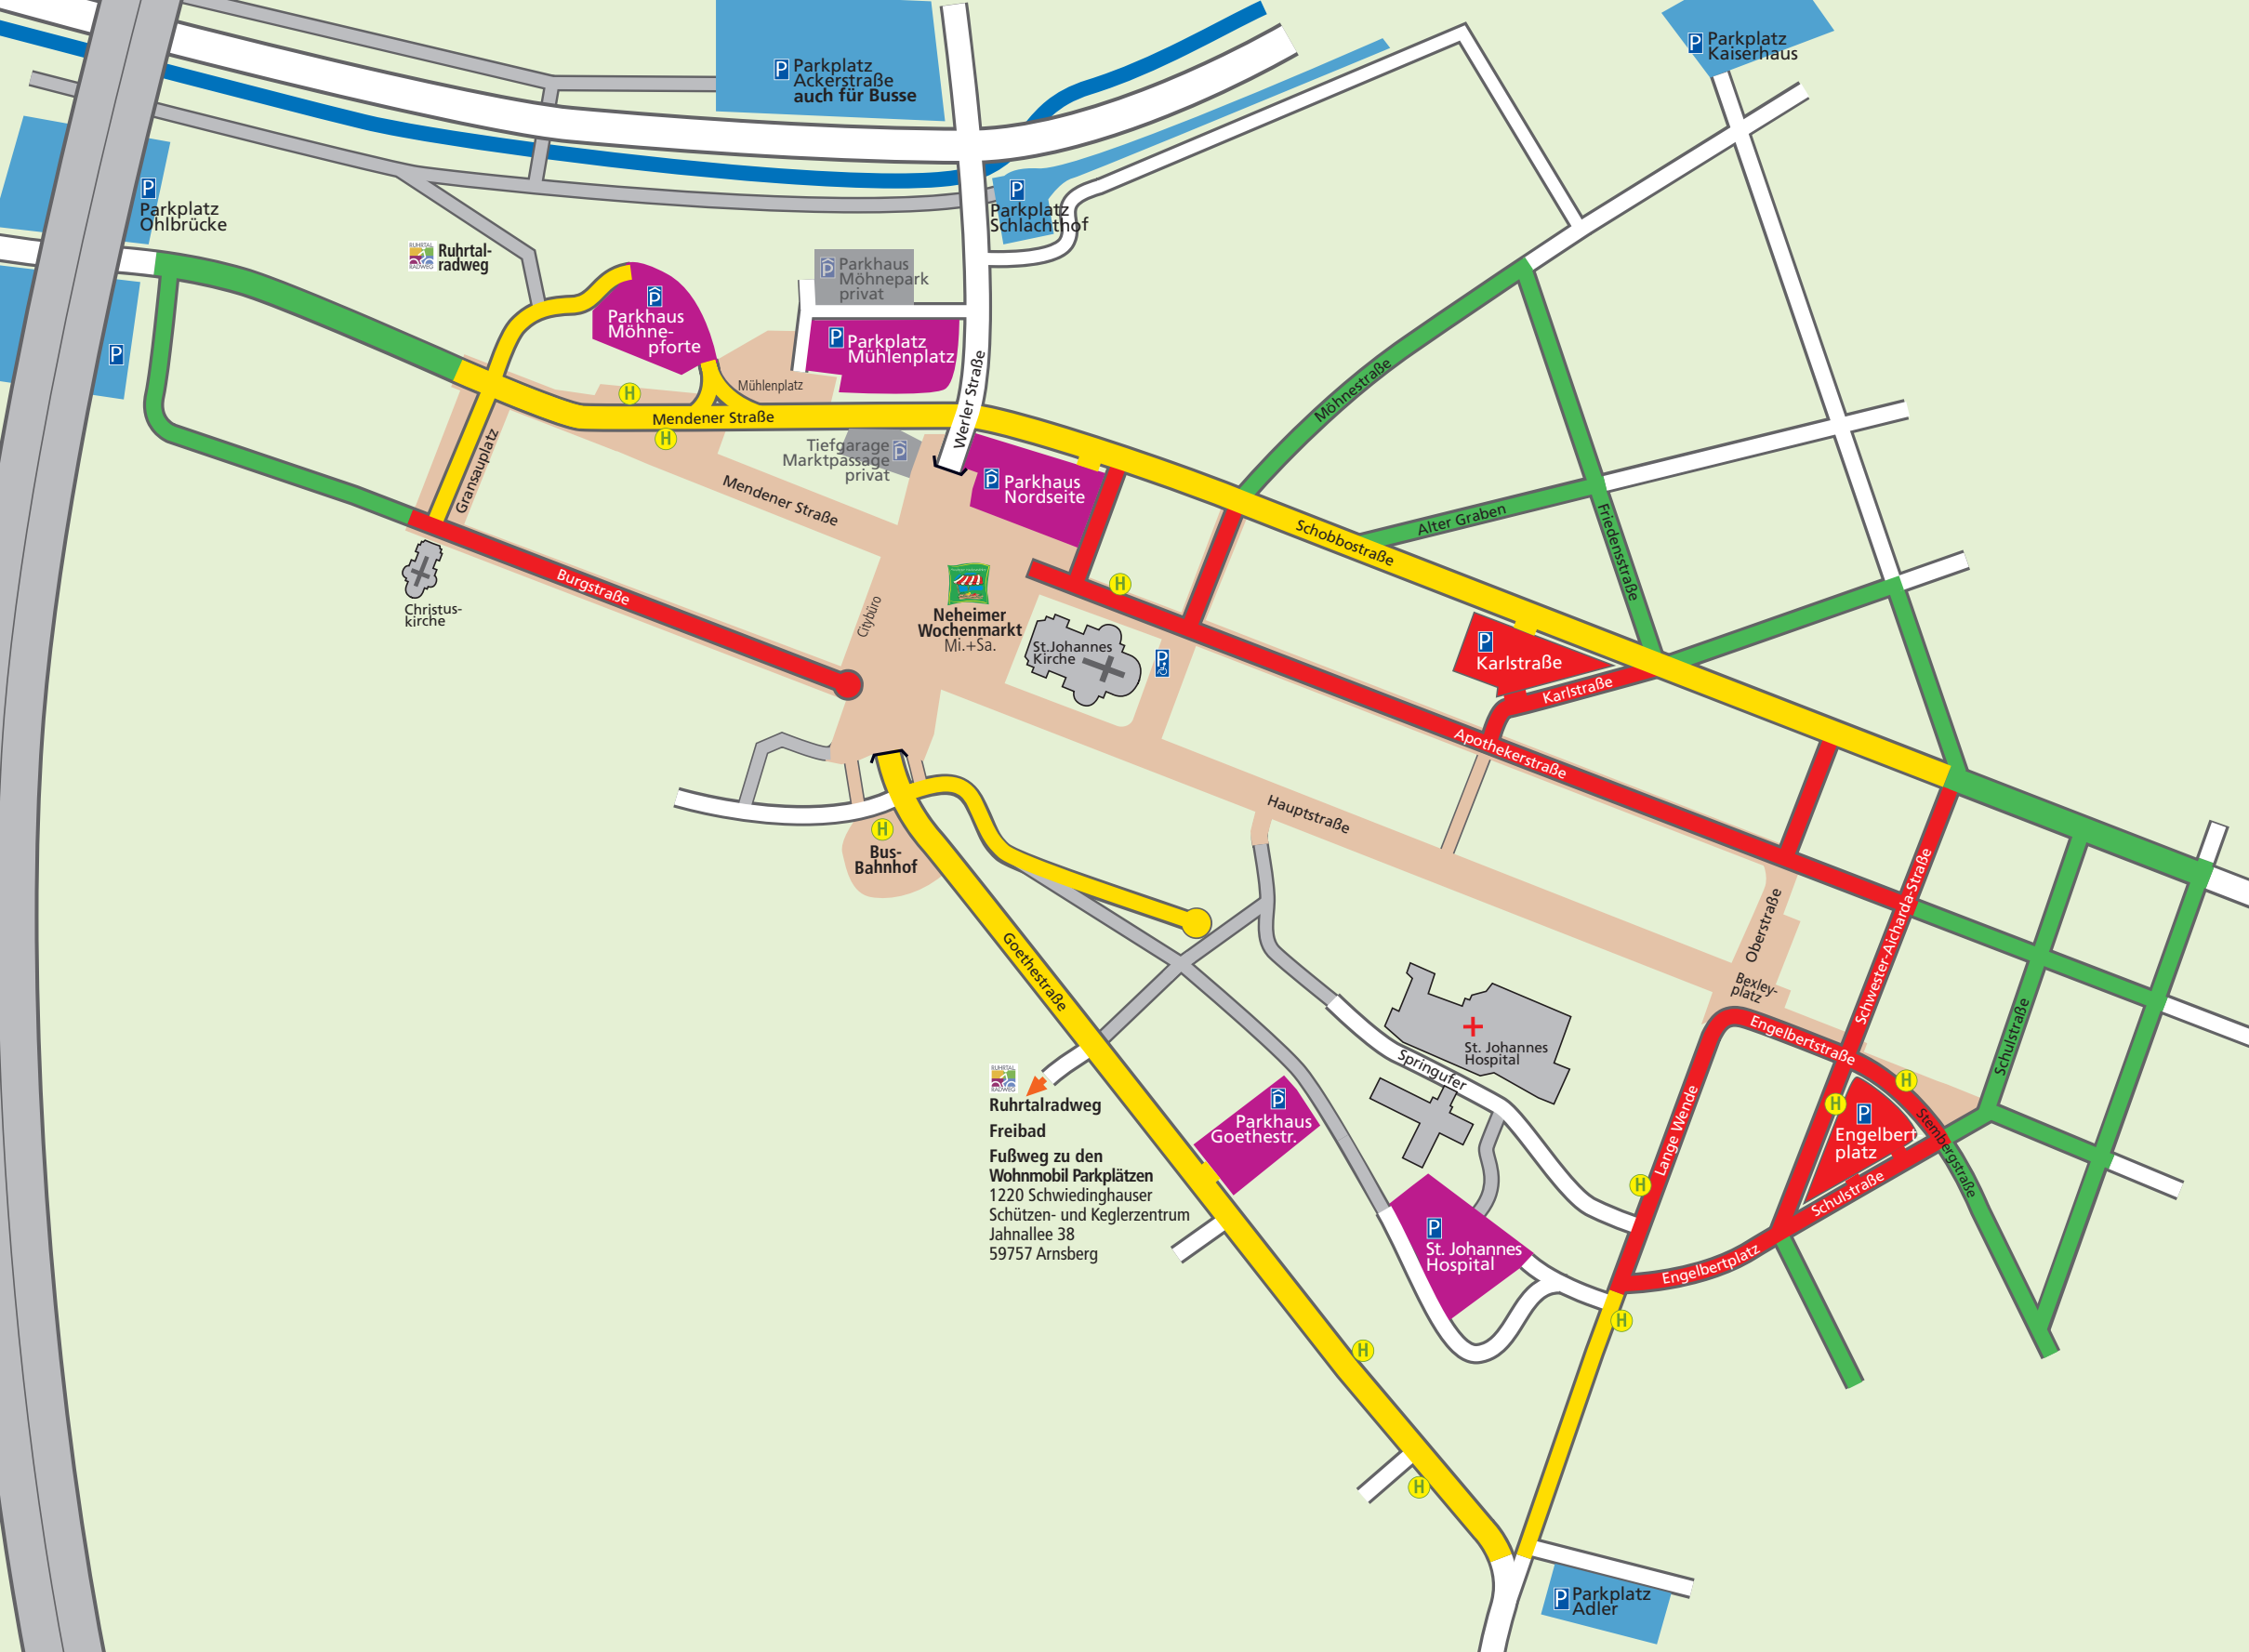 P Parkplatz
Ackerstraße
auch für Busse
P Parkplatz
Kaiserhaus
P
Parkplatz
Ohlbrücke
P
P
Parkplatz
Schlachthof
RUHRTAL
RADWEG
Ruhrtal-
radweg
P
Parkhaus
Möhne-
pforte
P Parkhaus
Möhnepark
privat
P Parkplatz
Mühlenplatz
Mühlenplatz
Werler Straße
H
Mendener Straße
H
Tiefgarage P
Marktpassage
privat
Mendener Straße
Gransauplatz
P Parkhaus
Nordseite
Möhnestraße
Alter Graben
Friedensstraße
Schobbostraße
Burgstraße
Christus-
kirche
Citybüro
Neheimer
Wochenmarkt
Mi.+Sa.
H
St.Johannes
Kirche
P
P
Karlstraße
Karlstraße
Apothekerstraße
Hauptstraße
H
Bus-
Bahnhof
Goethestraße
Oberstraße
Bexley-
platz
Schwester-Aicharda-Straße
Schulstraße
Engelbertstraße
H
H
P
Engelbert
platz
Stembergstraße
Schulstraße
Engelbertplatz
Lange Wende
H
St. Johannes
Hospital
Springufer
RUHRTAL
RADWEG
Ruhrtalradweg
Freibad
Fußweg zu den
Wohnmobil Parkplätzen
1220 Schwiedinghauser
Schützen- und Keglerzentrum
Jahnallee 38
59757 Arnsberg
P
Parkhaus
Goethestr.
P
St. Johannes
Hospital
H
H
H
P Parkplatz
Adler